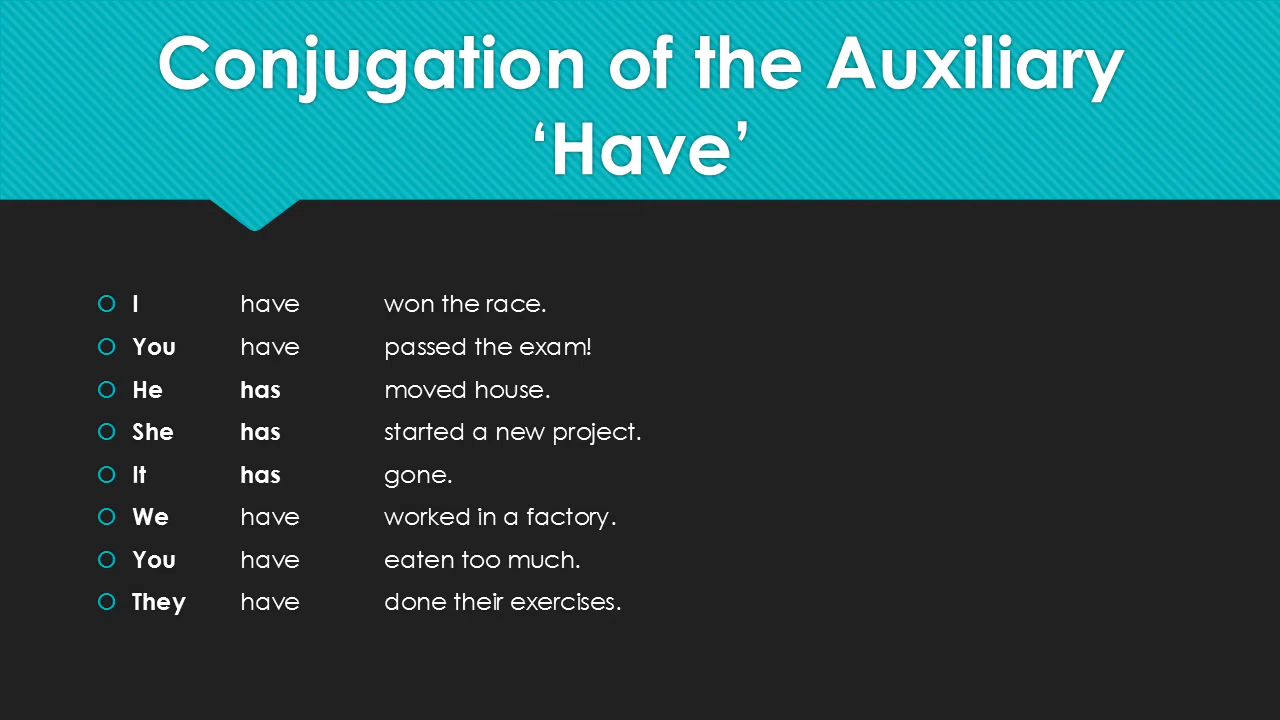 Conjugation of the Auxiliary
‘Have’
I have won the race.
You have passed the exam!
He has moved house.
She has started a new project.
It has gone.
We have worked in a factory.
You have eaten too much.
They have done their exercises.